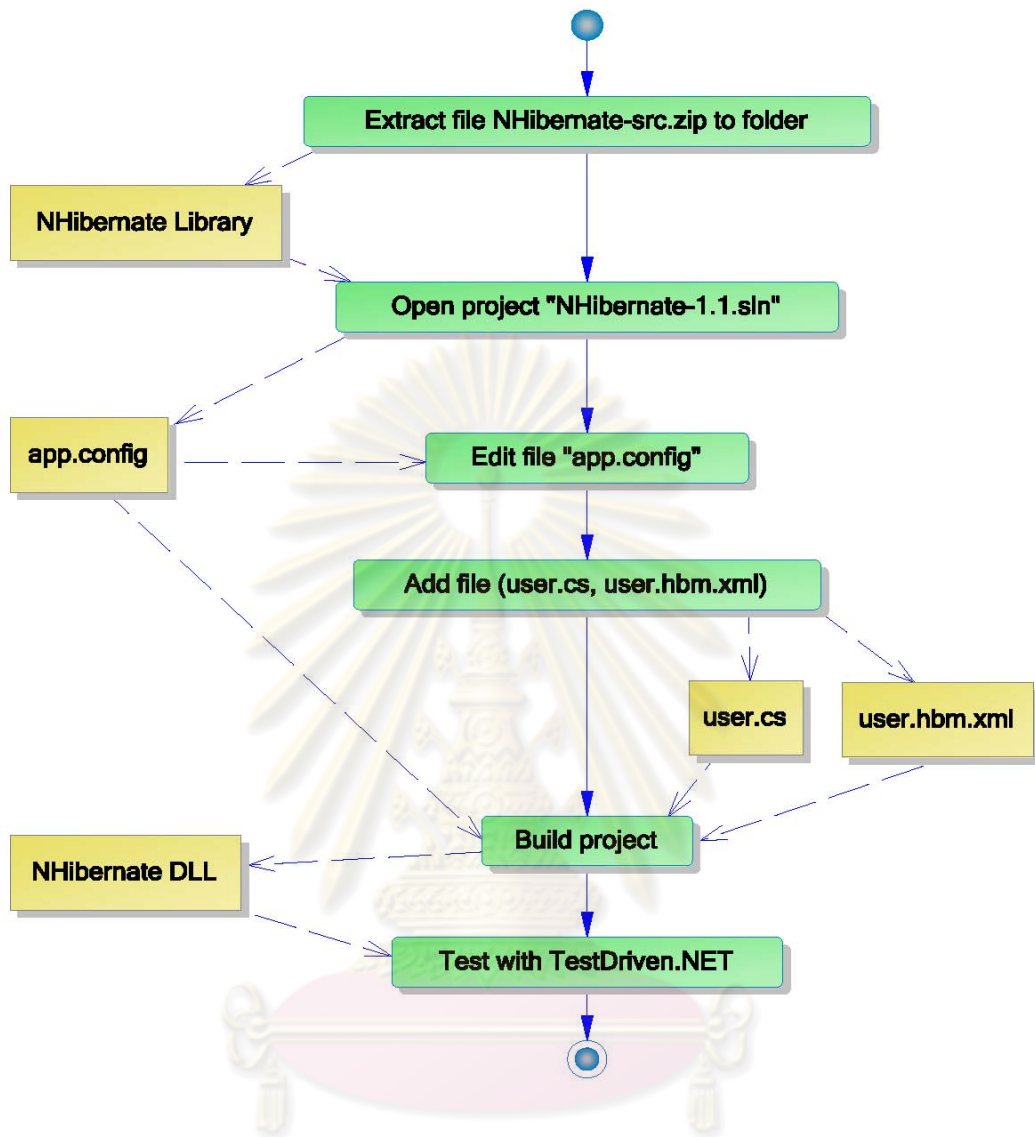 Extract file NHibernate-src.zip to folder
NHibernate Library
Open project "NHibernate-1.1.sln"
app.config
Edit file "app.config"
Add file (user.cs, user.hbm.xml)
user.cs
user.hbm.xml
Build project
NHibernate DLL
Test with TestDriven.NET